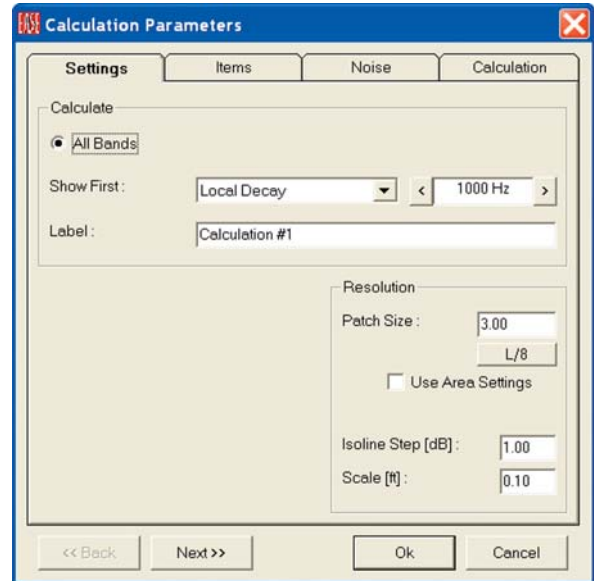 EASE Calculation Parameters
Settings Items Noise Calculation
Calculate
All Bands
Show First : Local Decay < 1000 Hz >
Label : Calculation #1
Resolution
Patch Size : 3.00
L/8
Use Area Settings
Isoline Step [dB] : 1.00
Scale [ft] : 0.10
<< Back Next >> Ok Cancel